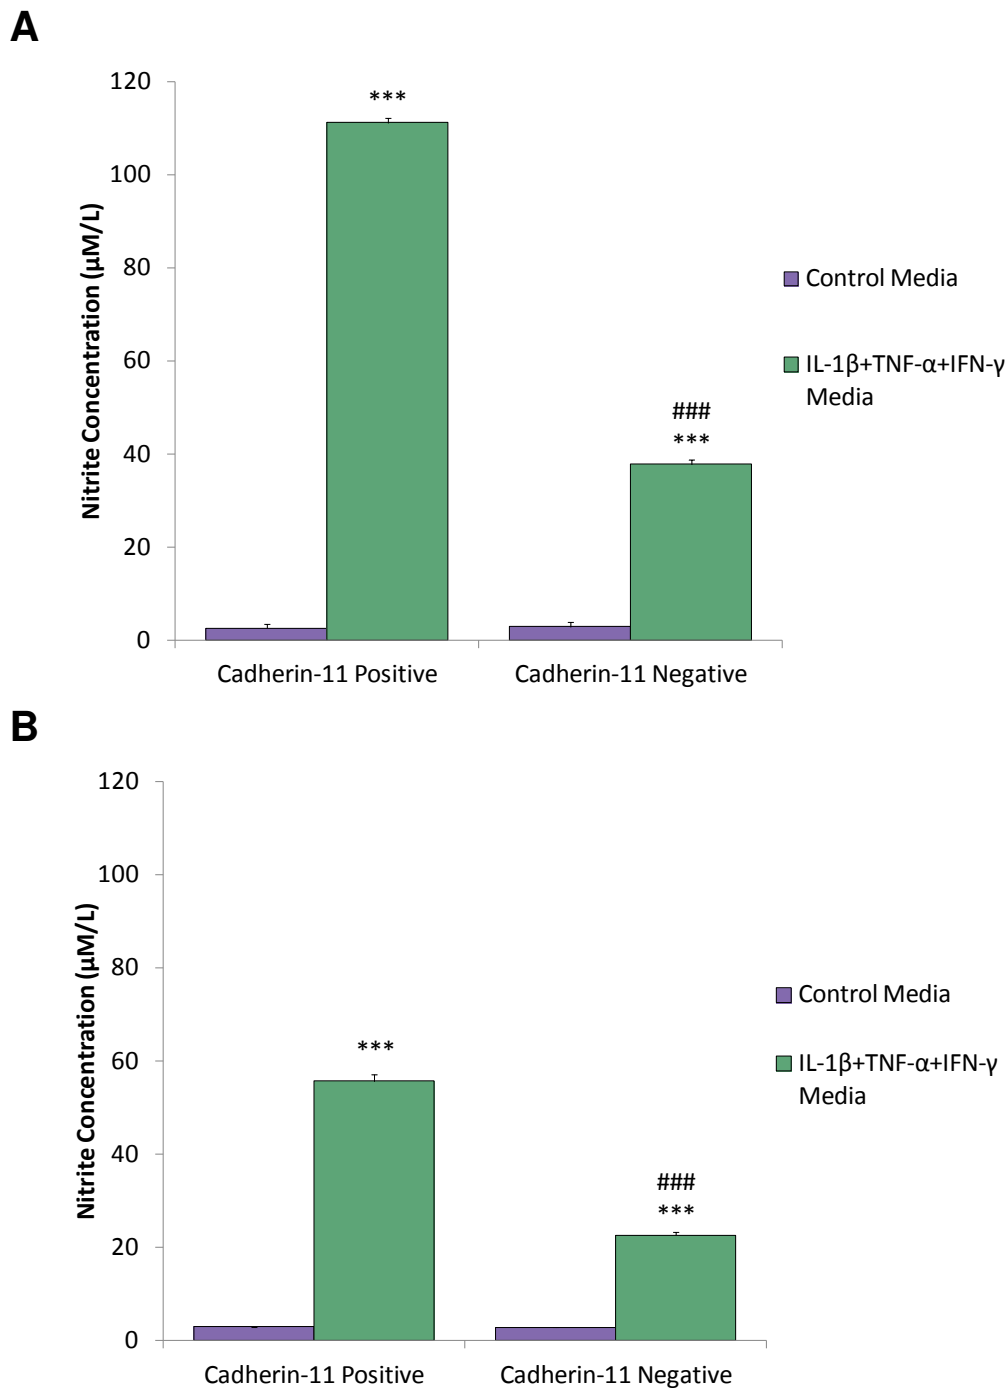 A
120
100
80
60
40
20
0
Nitrite Concentration (µM/L)
***
###
***
Cadherin-11 Positive
Cadherin-11 Negative
Control Media
IL-1β+TNF-α+IFN-γ
Media
B
120
100
80
60
40
20
0
Nitrite Concentration (µM/L)
***
###
***
Cadherin-11 Positive
Cadherin-11 Negative
Control Media
IL-1β+TNF-α+IFN-γ
Media